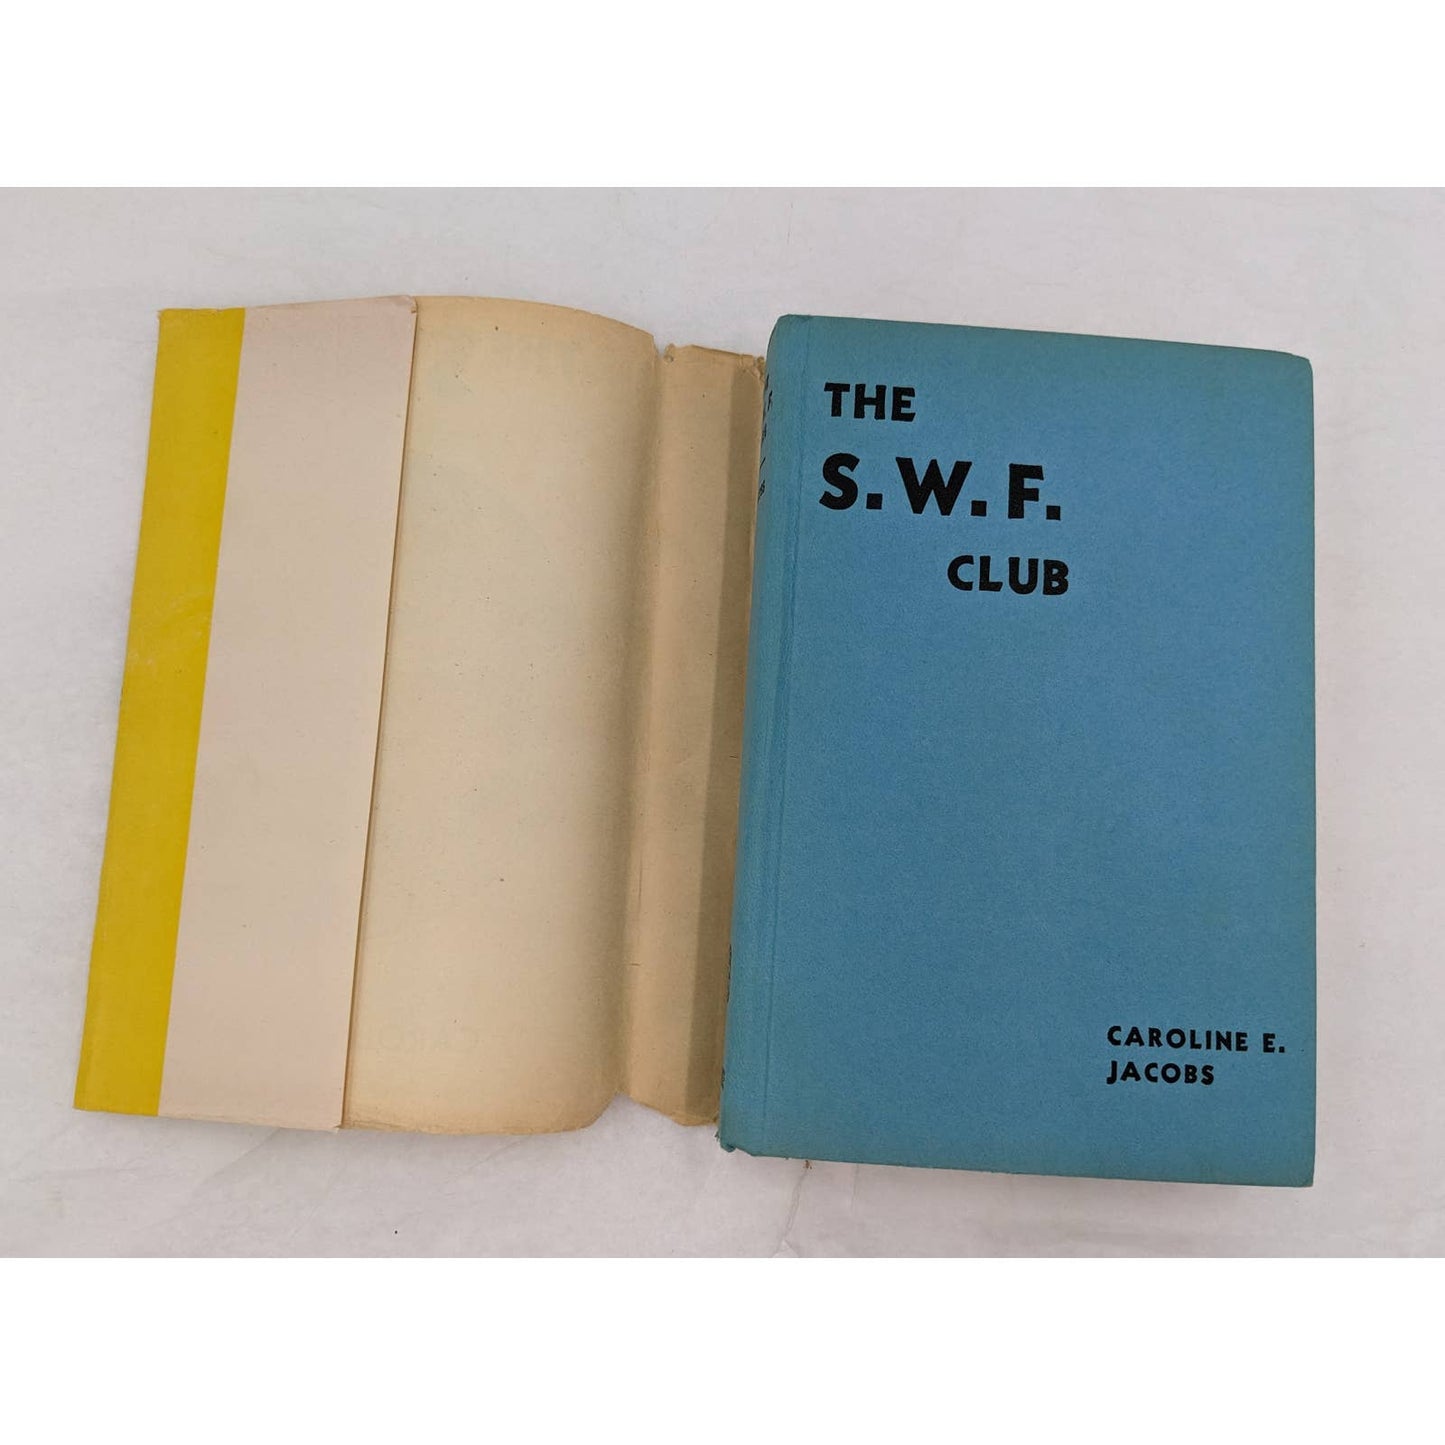 THE
S.W.F.
CLUB
CAROLINE E.
JACOBS